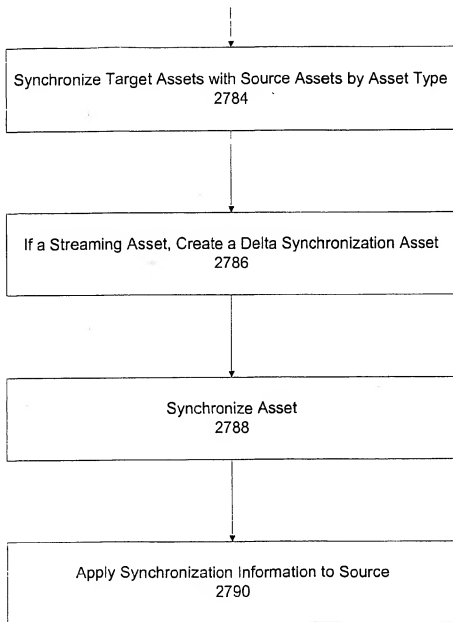 Synchronize Target Assets with Source Assets by Asset Type
2784
If a Streaming Asset, Create a Delta Synchronization Asset
2786
Synchronize Asset
2788
Apply Synchronization Information to Source
2790